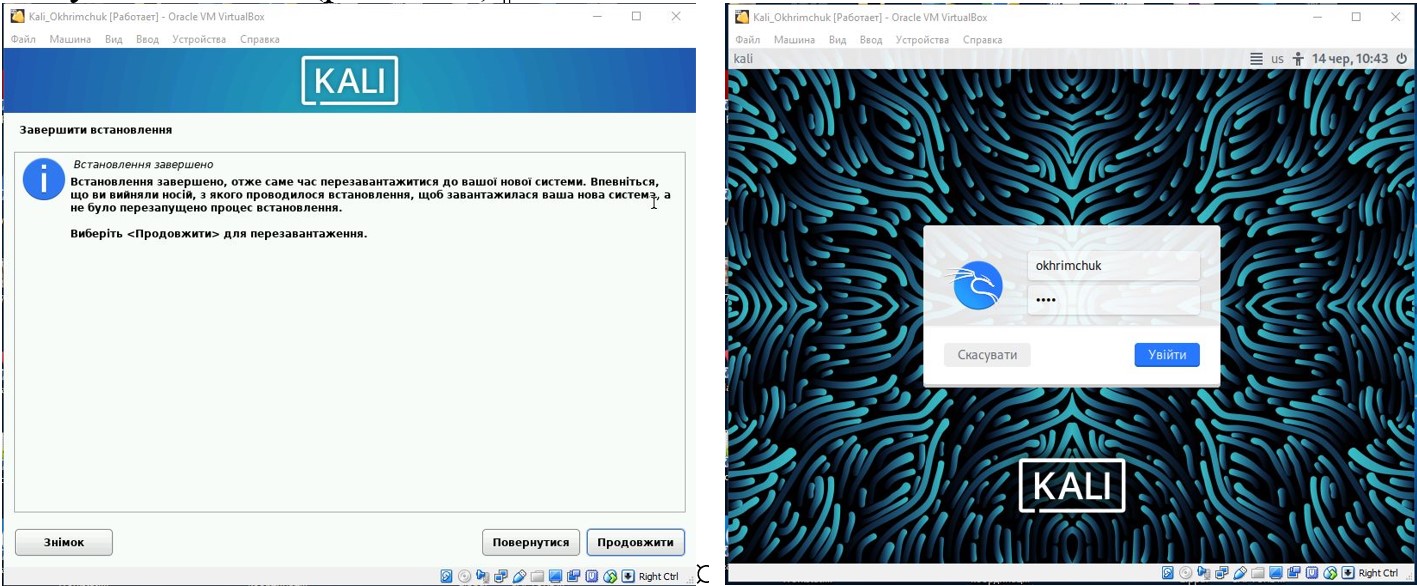 Kali_Okhrimchuk [Работает] - Oracle VM VirtualBox
Файл Машина Вид Ввод Устройства Справка
KALI
Завершити встановлення
Встановлення завершено
Встановлення завершено, отже саме час перезавантажитися до вашої нової системи. Впевніться,
що ви вийняли носій, з якого проводилося встановлення, щоб завантажилася ваша нова система, а
не було перезапущено процес встановлення.
Виберіть <Продовжити> для перезавантаження.
Знімок Повернутися Продовжити
Right Ctrl
Kali_Okhrimchuk [Работает] - Oracle VM VirtualBox
Файл Машина Вид Ввод Устройства Справка
kali us 14 чер, 10:43
okhrimchuk
••••
Скасувати Увійти
KALI
Right Ctrl